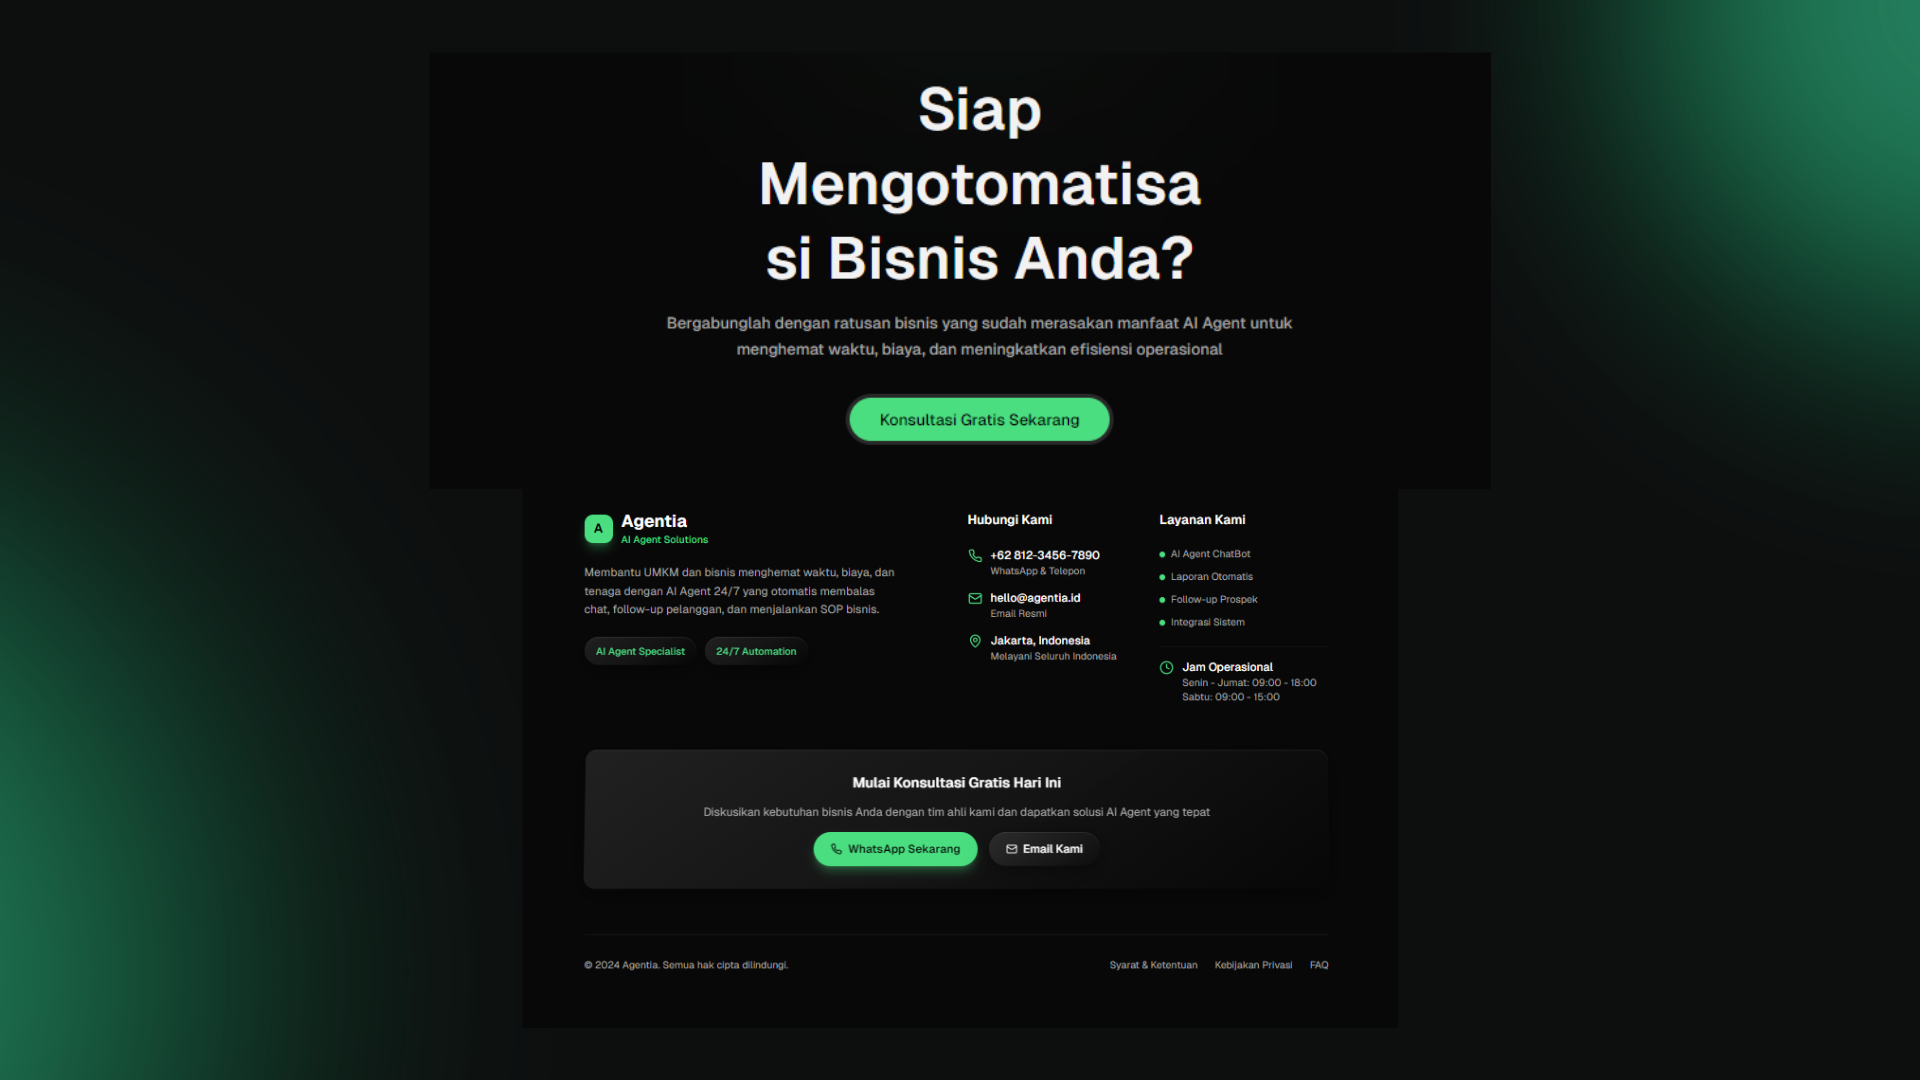 Siap
Mengotomatisa
si Bisnis Anda?
Bergabunglah dengan ratusan bisnis yang sudah merasakan manfaat AI Agent untuk
menghemat waktu, biaya, dan meningkatkan efisiensi operasional
Konsultasi Gratis Sekarang
A
Agentia
AI Agent Solutions
Membantu UMKM dan bisnis menghemat waktu, biaya, dan
tenaga dengan AI Agent 24/7 yang otomatis membalas
chat, follow-up pelanggan, dan menjalankan SOP bisnis.
AI Agent Specialist
24/7 Automation
Hubungi Kami
+62 812-3456-7890
WhatsApp & Telepon
hello@agentia.id
Email Resmi
Jakarta, Indonesia
Melayani Seluruh Indonesia
Layanan Kami
AI Agent ChatBot
Laporan Otomatis
Follow-up Prospek
Integrasi Sistem
Jam Operasional
Senin - Jumat: 09:00 - 18:00
Sabtu: 09:00 - 15:00
Mulai Konsultasi Gratis Hari Ini
Diskusikan kebutuhan bisnis Anda dengan tim ahli kami dan dapatkan solusi AI Agent yang tepat
WhatsApp Sekarang
Email Kami
© 2024 Agentia. Semua hak cipta dilindungi.
Syarat & Ketentuan
Kebijakan Privasi
FAQ